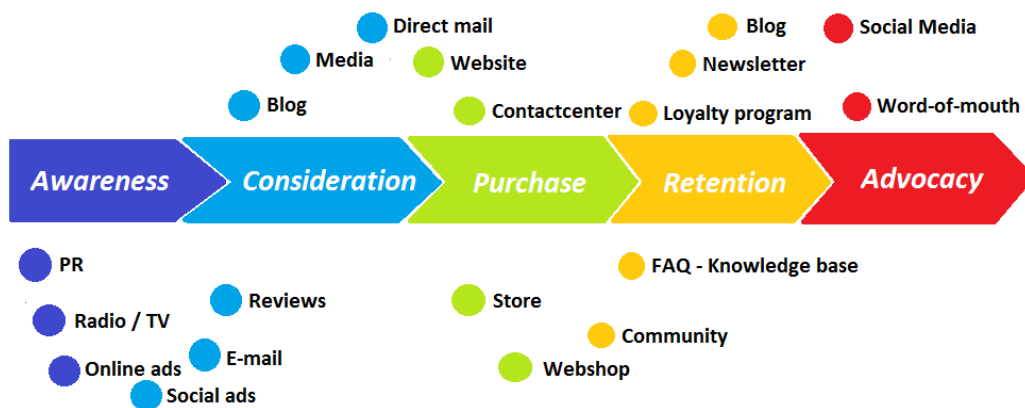 Direct mail
Blog
Social Media
Media
Website
Newsletter
Blog
Contactcenter
Loyalty program
Word-of-mouth
Awareness
Consideration
Purchase
Retention
Advocacy
PR
FAQ - Knowledge base
Reviews
Store
Radio / TV
Community
E-mail
Online ads
Webshop
Social ads